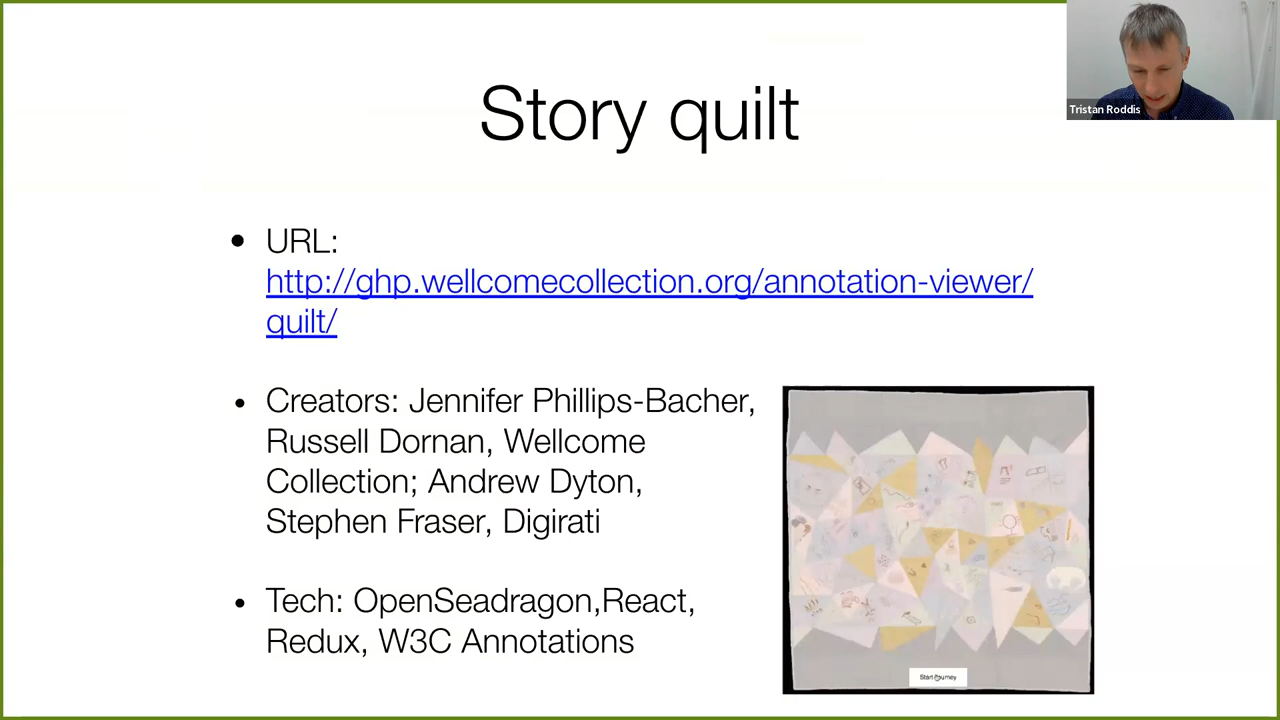 Story quilt
Tristan Roddis
• URL:
http://ghp.wellcomecollection.org/annotation-viewer/
quilt/
• Creators: Jennifer Phillips-Bacher,
Russell Dornan, Wellcome
Collection; Andrew Dyton,
Stephen Fraser, Digirati
• Tech: OpenSeadragon,React,
Redux, W3C Annotations
Start Journey